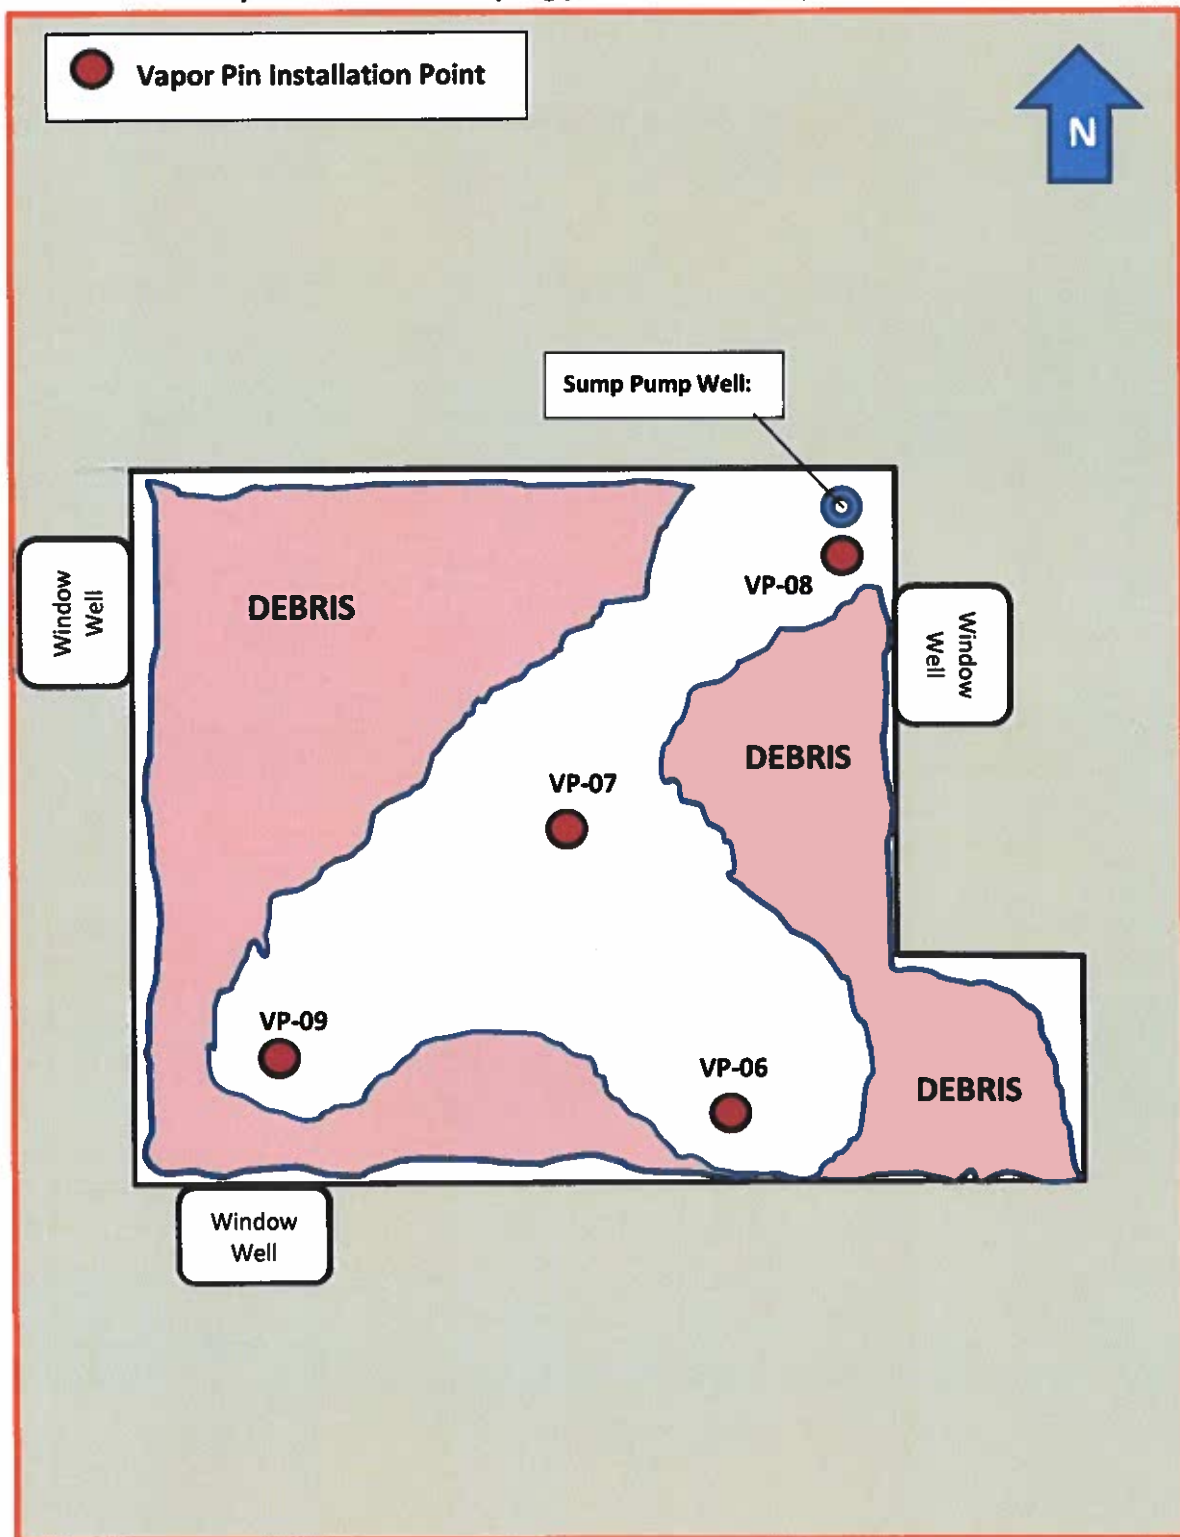 Vapor Pin Installation Point
N
Sump Pump Well:
Window
Well
DEBRIS
VP-08
Window
Well
DEBRIS
VP-07
VP-09
VP-06
DEBRIS
Window
Well